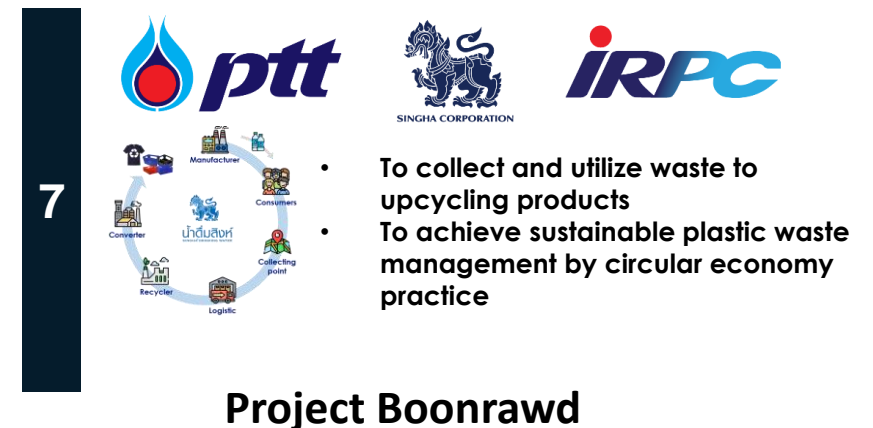 7
ptt
SINGHA CORPORATION
IRPC
Manufacturer
Consumers
Collecting
point
Logistic
Recycler
Converter
น้ำดื่มสิงห์
• To collect and utilize waste to
upcycling products
• To achieve sustainable plastic waste
management by circular economy
practice
Project Boonrawd